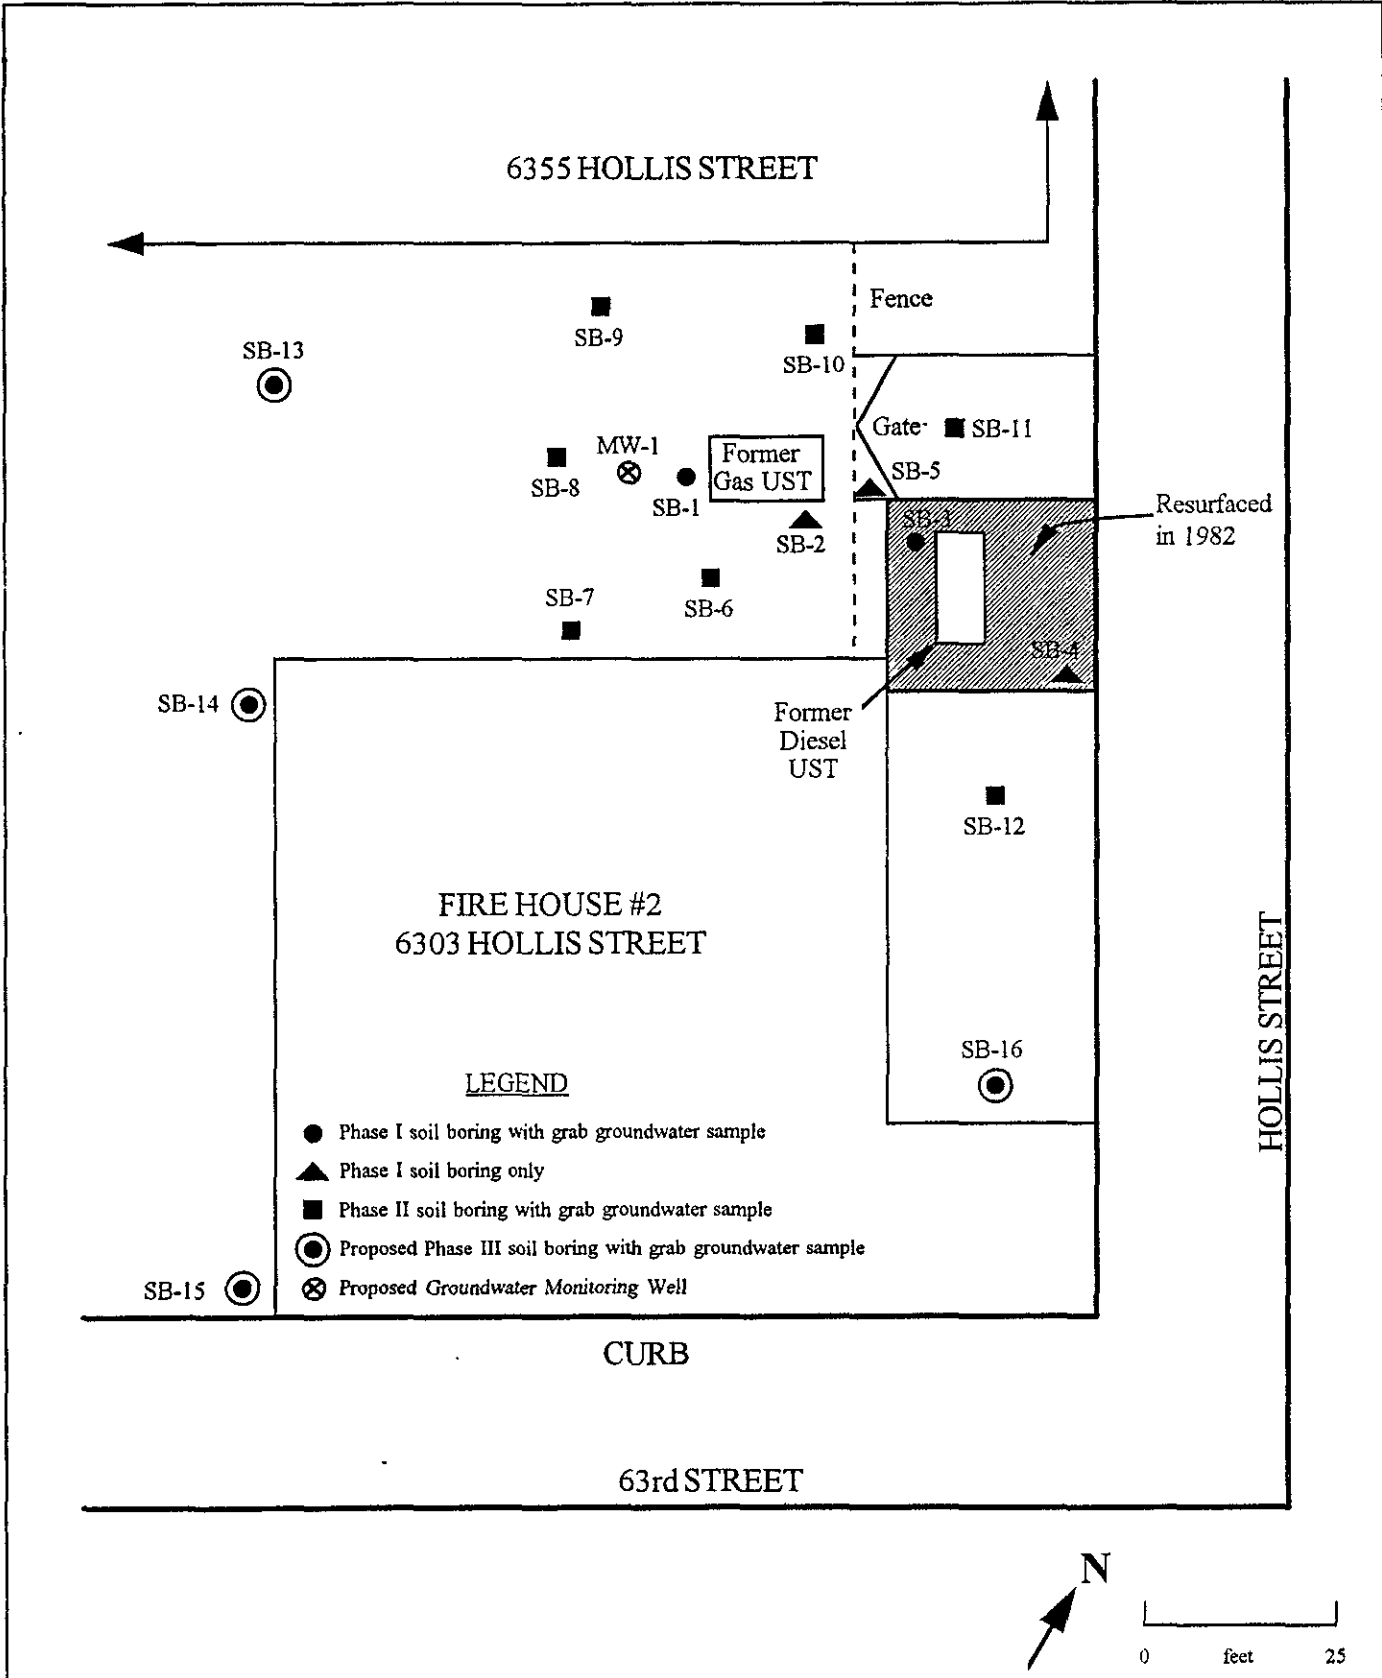 6355 HOLLIS STREET
Fence
SB-9
SB-10
SB-13
Gate
SB-11
MW-1
Former
Gas UST
SB-8
SB-1
SB-5
SB-2
SB-3
Resurfaced
in 1982
SB-7
SB-6
SB-4
SB-14
Former
Diesel
UST
SB-12
FIRE HOUSE #2
6303 HOLLIS STREET
HOLLIS STREET
SB-16
LEGEND
Phase I soil boring with grab groundwater sample
Phase I soil boring only
Phase II soil boring with grab groundwater sample
Proposed Phase III soil boring with grab groundwater sample
Proposed Groundwater Monitoring Well
SB-15
CURB
63rd STREET
N
0 feet 25